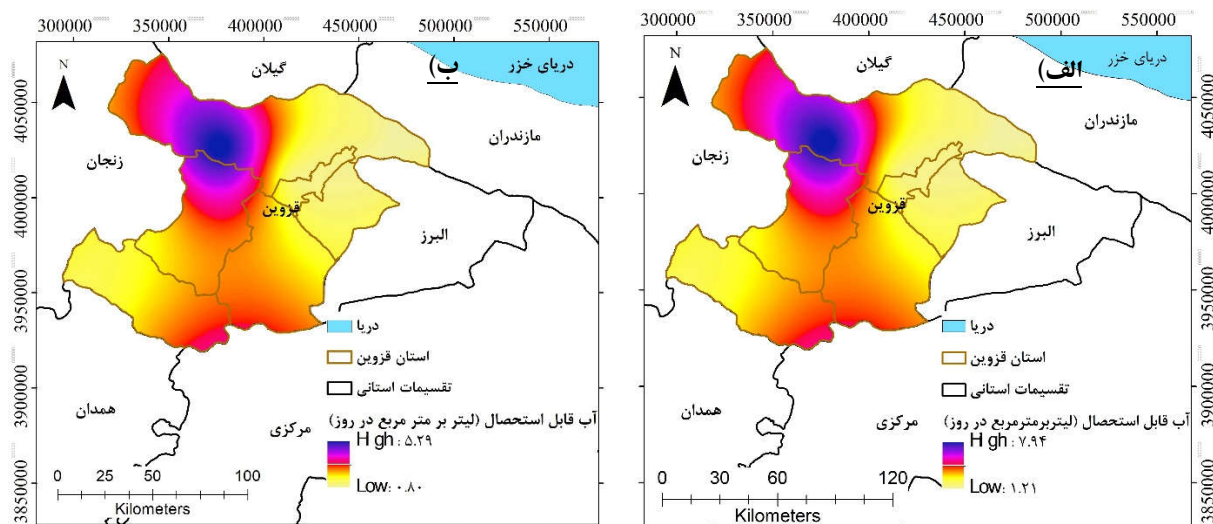 300000 350000 400000 450000 500000 550000
4050000
4000000
3950000
3900000
3850000
N
الف)
گیلان
دریای خزر
مازندران
زنجان
قزوین
البرز
همدان
مرکزی
دریا
استان قزوین
تقسیمات استانی
آب قابل استحصال (لیتربرمترمربع در روز)
High : ۷.۹۴
Low: ۱.۲۱
0 30 60 120
Kilometers
300000 350000 400000 450000 500000 550000
4050000
4000000
3950000
3900000
3850000
N
ب)
گیلان
دریای خزر
مازندران
زنجان
قزوین
البرز
همدان
مرکزی
دریا
استان قزوین
تقسیمات استانی
آب قابل استحصال (لیتر بر متر مربع در روز)
High : ۵.۲۹
Low: ۰.۸۰
0 25 50 100
Kilometers